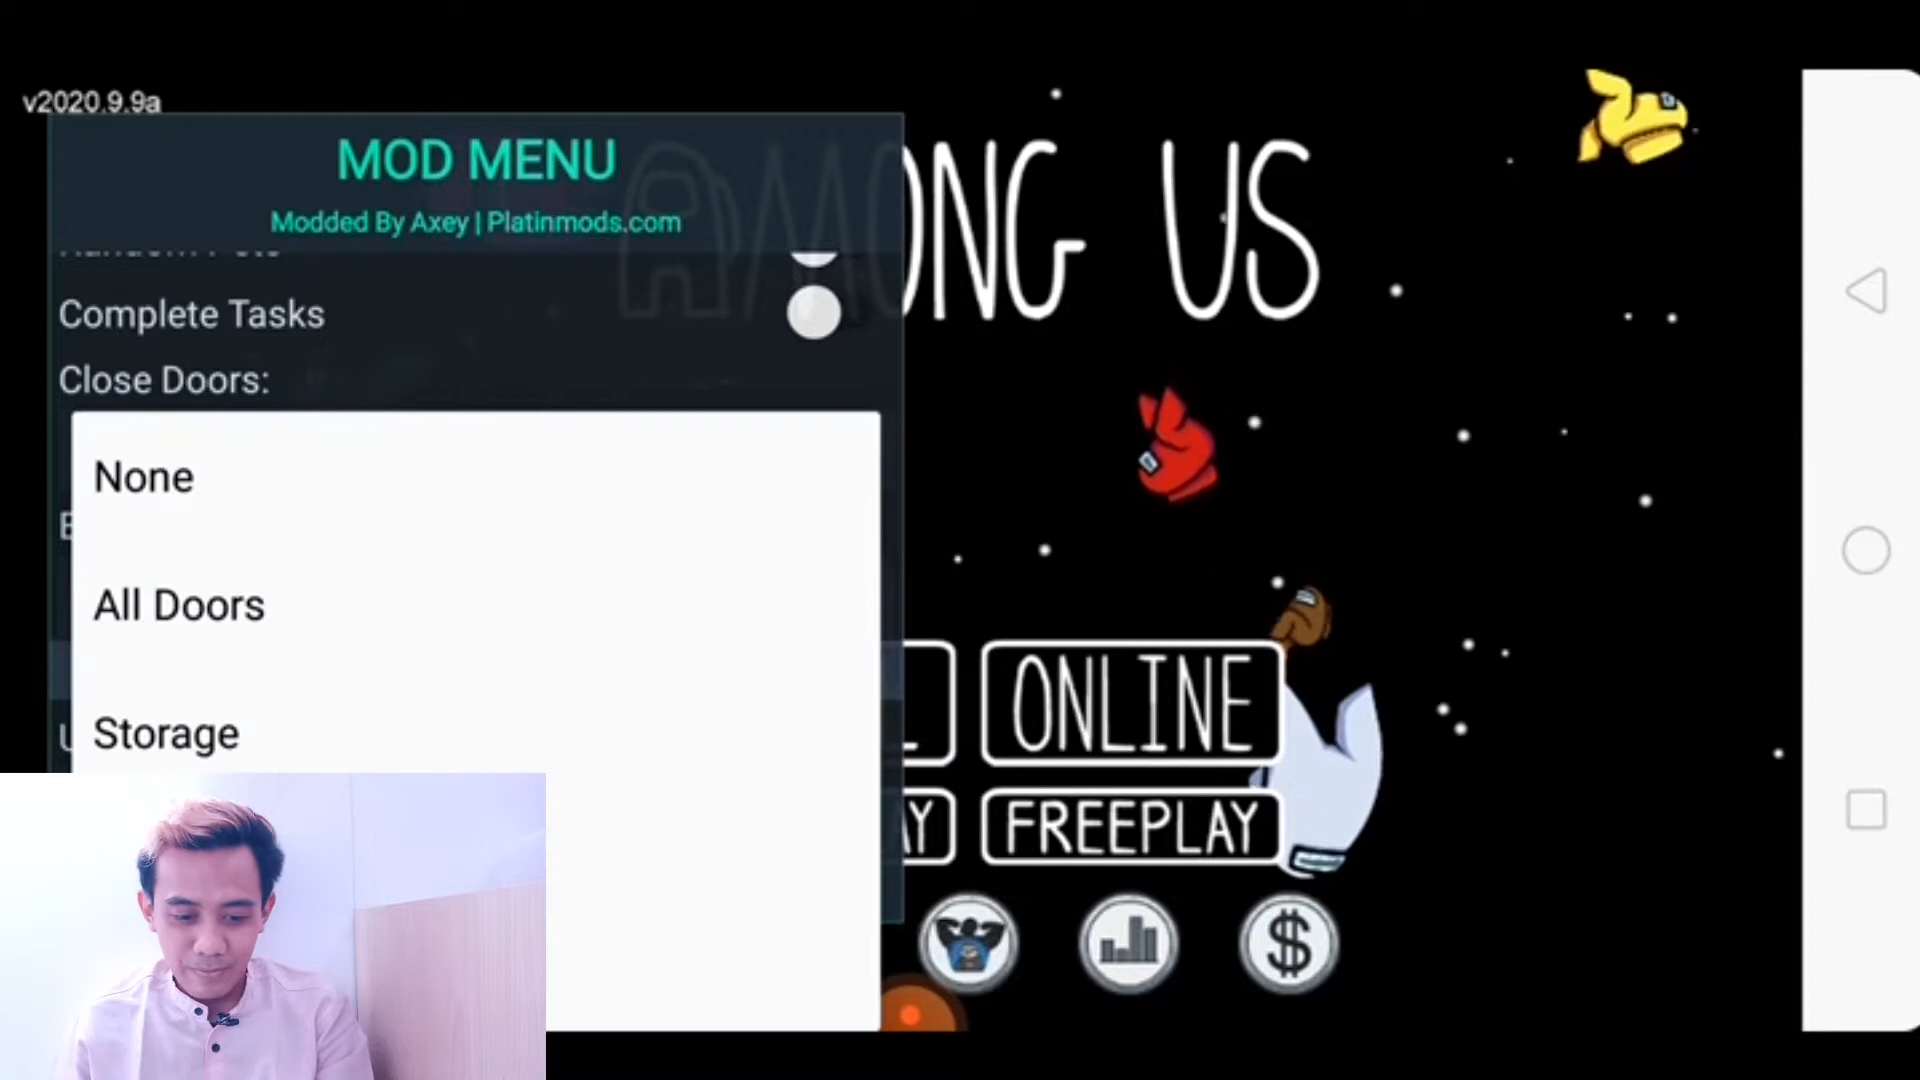 v2020.9.9a
MOD MENU
Modded By Axey | Platinmods.com
AMONG US
Complete Tasks
Close Doors:
None
All Doors
Storage
ONLINE
FREEPLAY
$